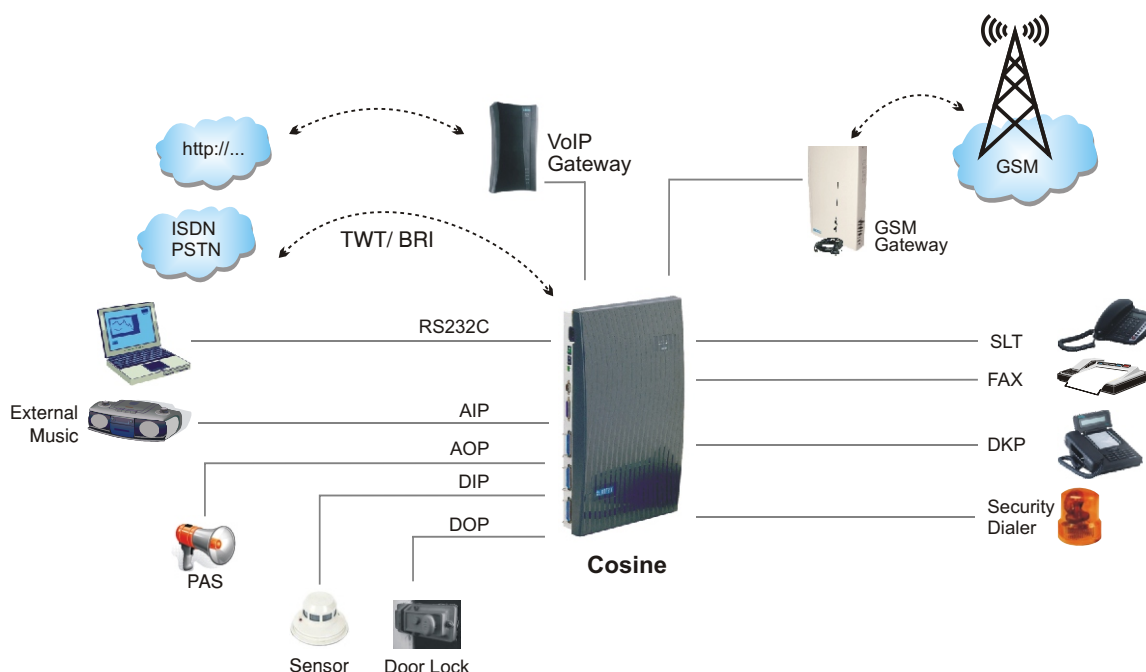 http://...
VoIP
Gateway
GSM
ISDN
PSTN
TWT/ BRI
GSM
Gateway
RS232C
SLT
FAX
External
Music
AIP
AOP
DKP
DIP
Security
Dialer
DOP
Cosine
PAS
Sensor
Door Lock